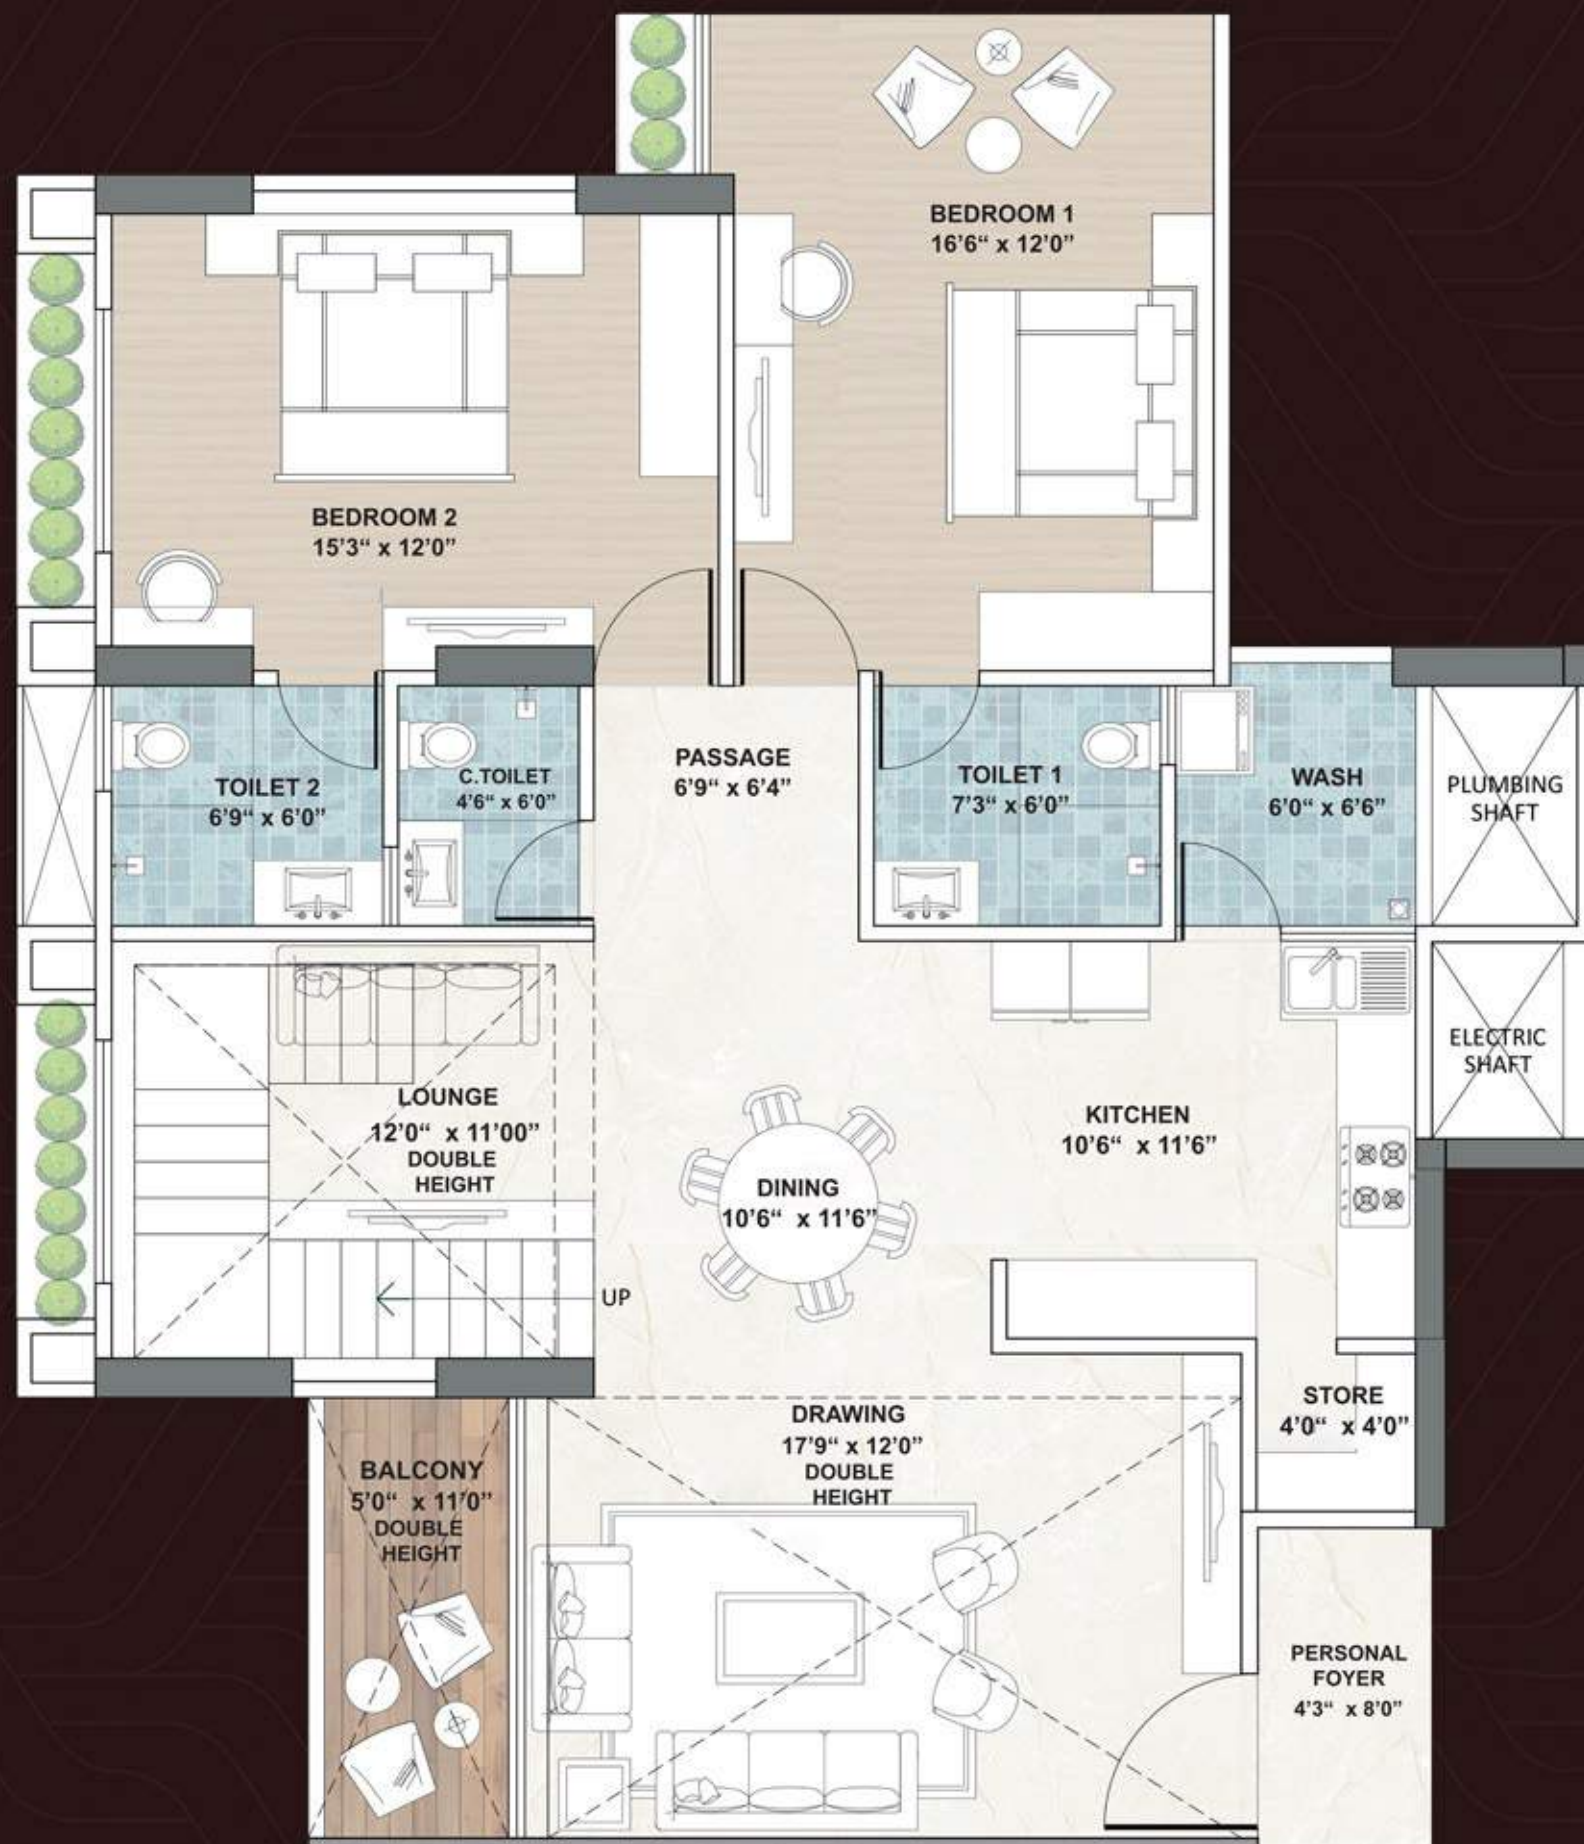 BEDROOM 1
16'6“ x 12'0”
BEDROOM 2
15'3“ x 12'0”
TOILET 2
6'9“ x 6'0”
C.TOILET
4'6“ x 6'0”
PASSAGE
6'9“ x 6'4”
TOILET 1
7'3“ x 6'0”
WASH
6'0“ x 6'6”
PLUMBING
SHAFT
ELECTRIC
SHAFT
LOUNGE
12'0“ x 11'00”
DOUBLE
HEIGHT
KITCHEN
10'6“ x 11'6”
DINING
10'6“ x 11'6”
UP
STORE
4'0“ x 4'0”
DRAWING
17'9“ x 12'0”
DOUBLE
HEIGHT
BALCONY
5'0“ x 11'0”
DOUBLE
HEIGHT
PERSONAL
FOYER
4'3“ x 8'0”